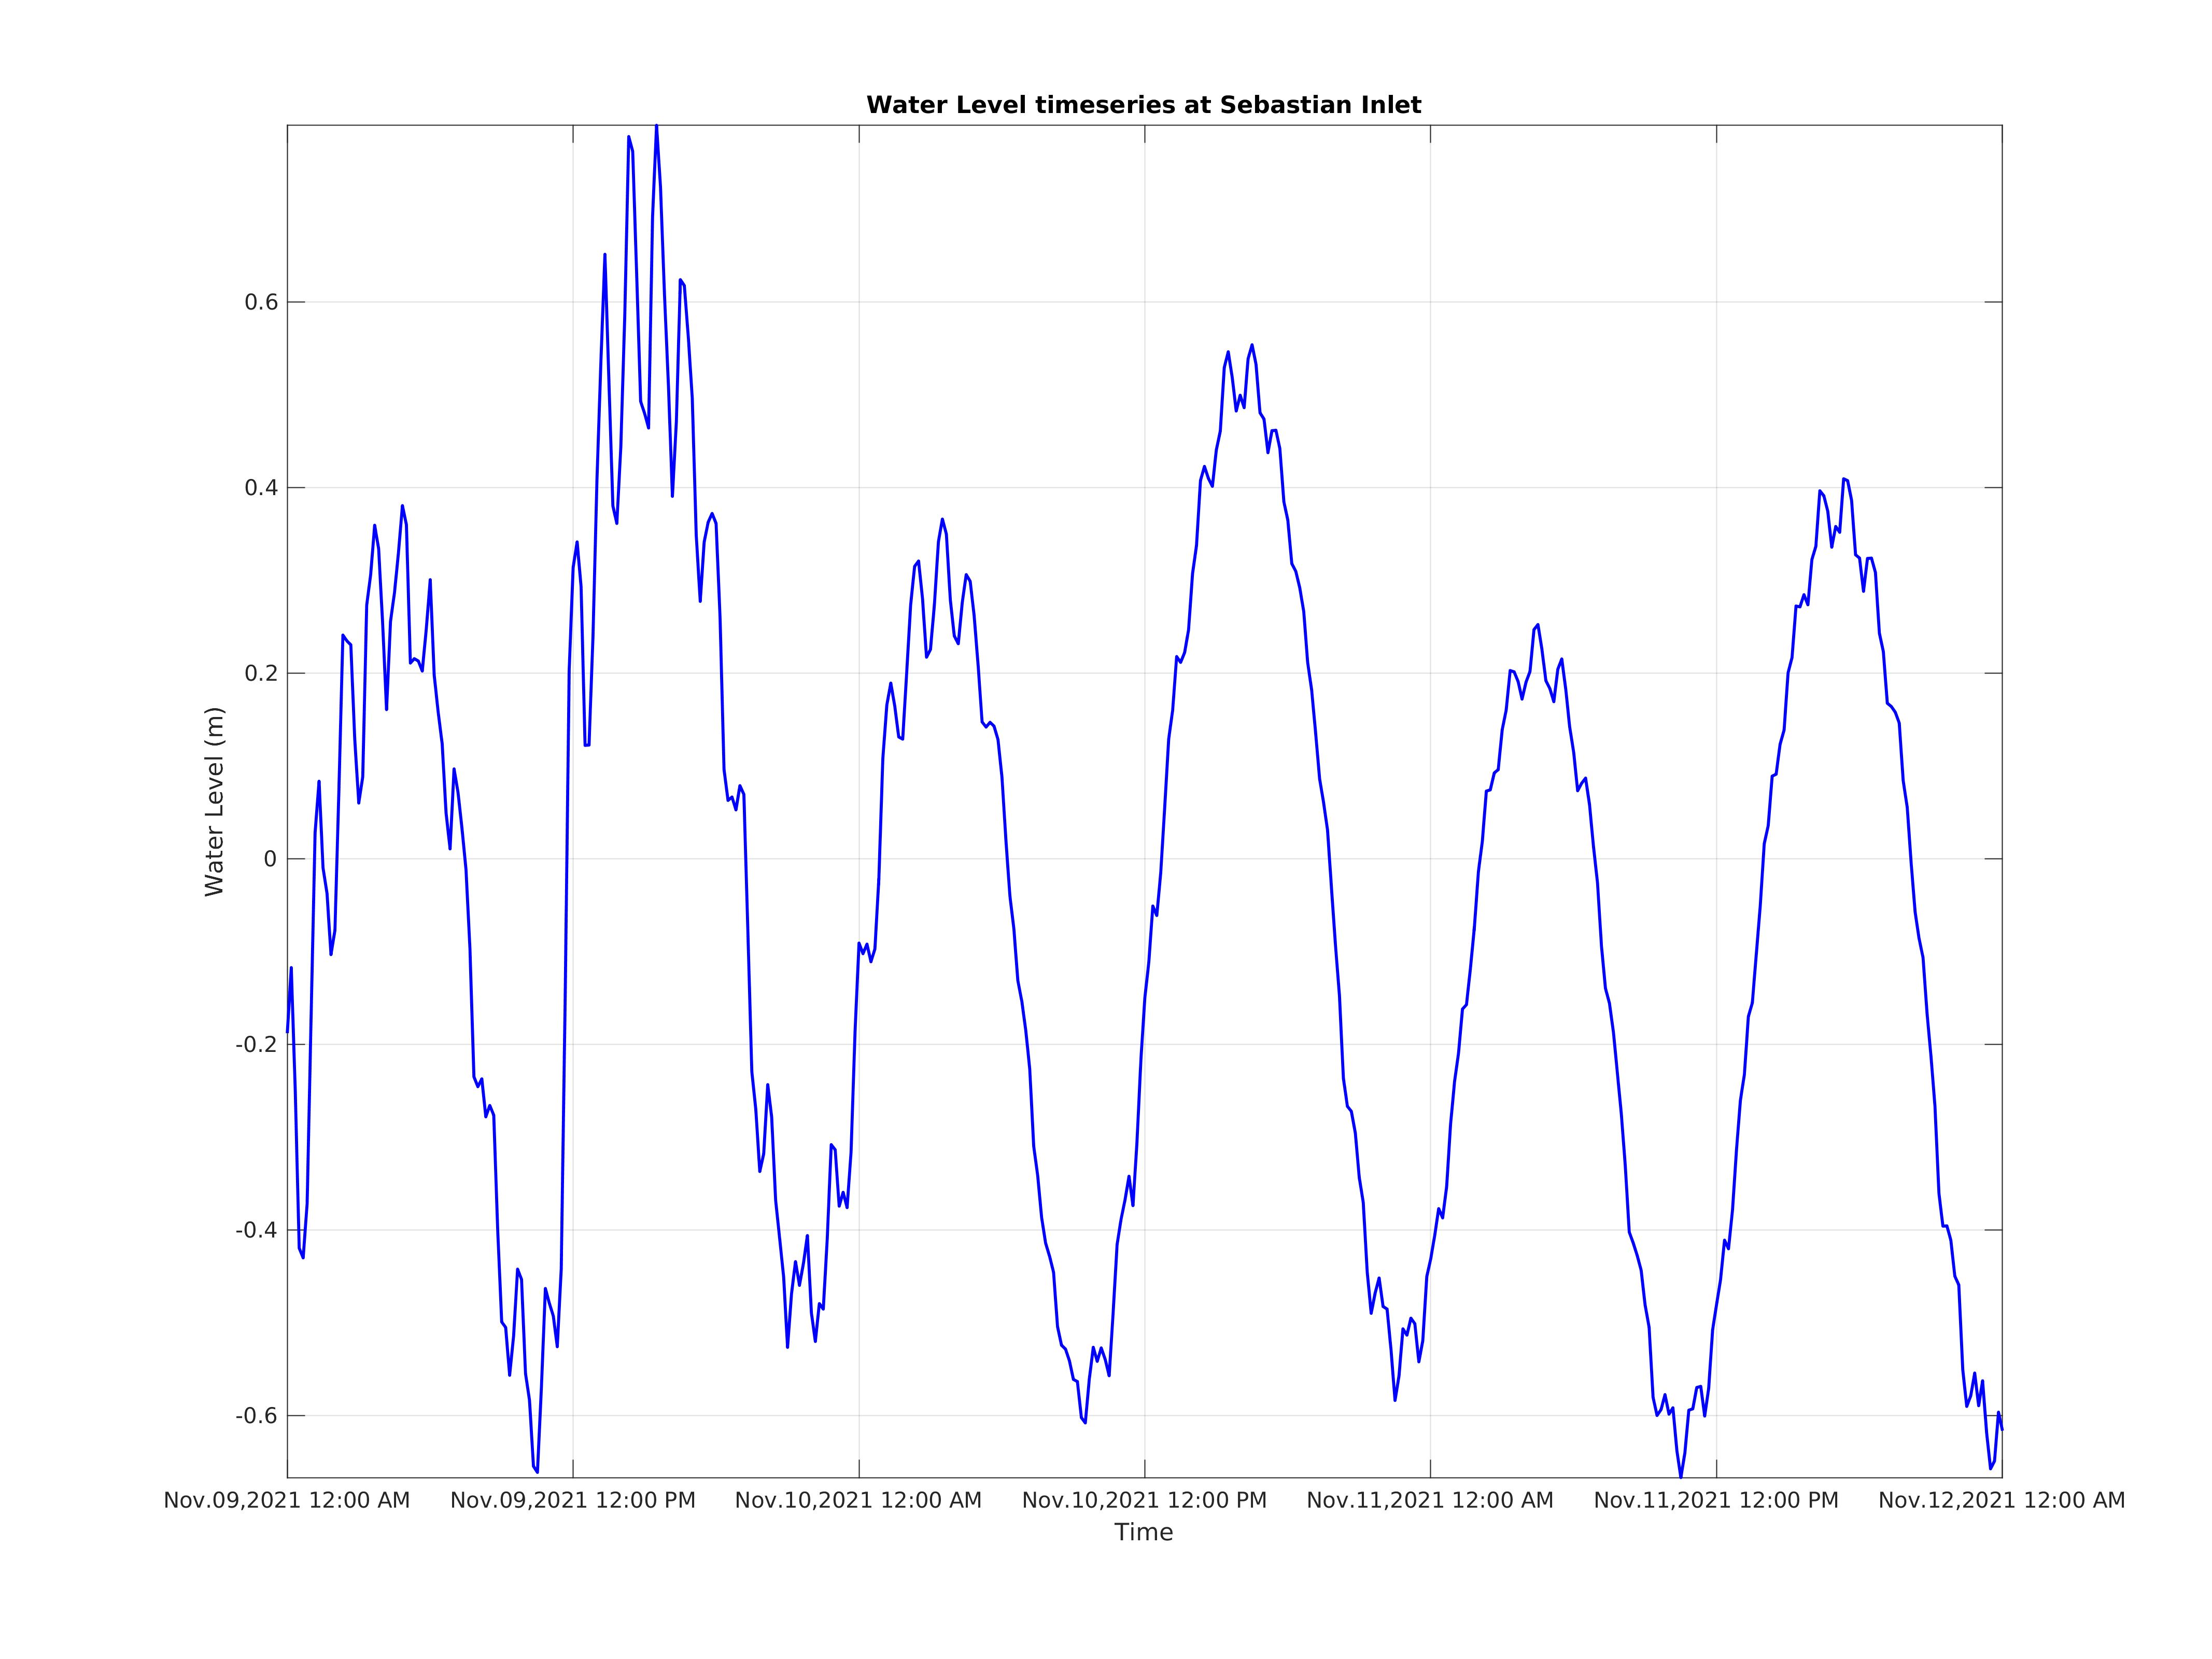 Water Level timeseries at Sebastian Inlet
Water Level (m)
0.6
0.4
0.2
0
-0.2
-0.4
-0.6
Nov.09,2021 12:00 AM
Nov.09,2021 12:00 PM
Nov.10,2021 12:00 AM
Nov.10,2021 12:00 PM
Nov.11,2021 12:00 AM
Nov.11,2021 12:00 PM
Nov.12,2021 12:00 AM
Time